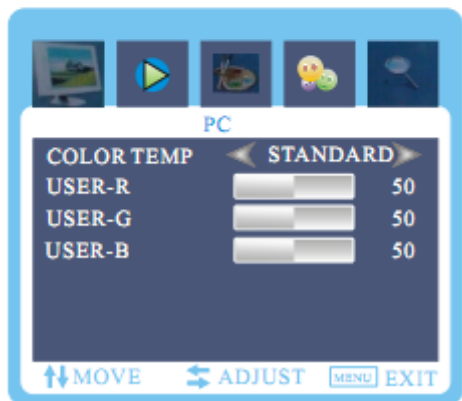 PC
COLOR TEMP STANDARD
USER-R 50
USER-G 50
USER-B 50
MOVE ADJUST MENU EXIT